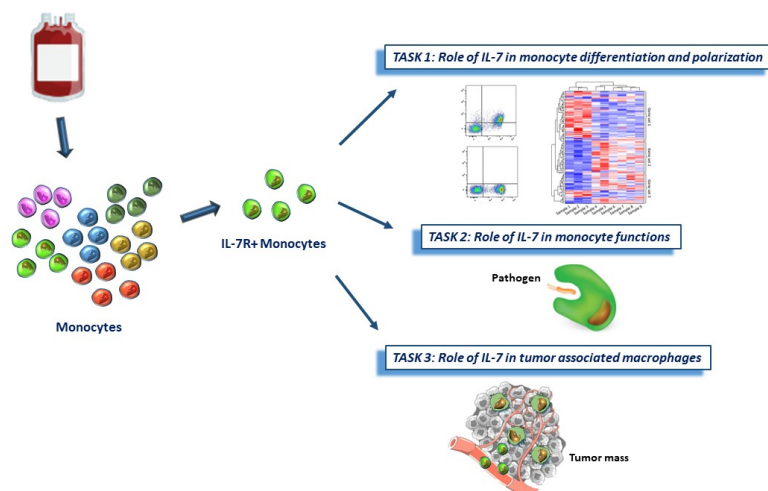 TASK 1: Role of IL-7 in monocyte differentiation and polarization
IL-7R+ Monocytes
Monocytes
TASK 2: Role of IL-7 in monocyte functions
Pathogen
TASK 3: Role of IL-7 in tumor associated macrophages
Tumor mass